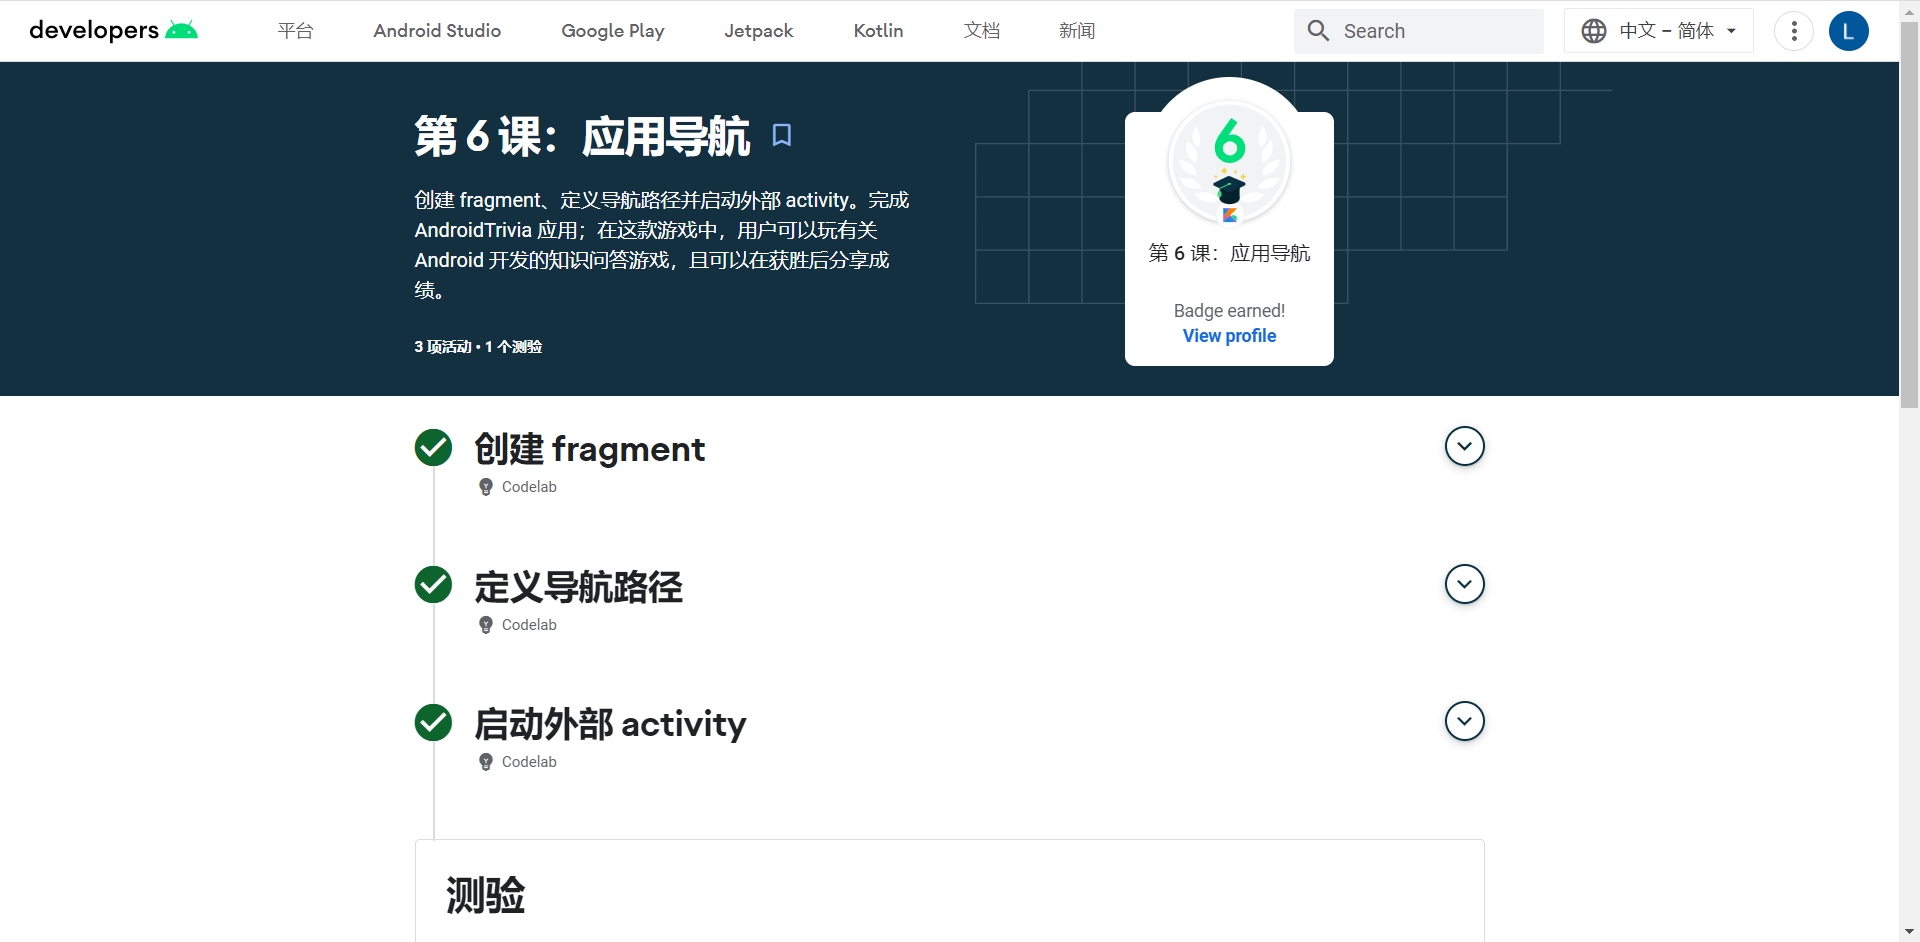 developers
平台
Android Studio
Google Play
Jetpack
Kotlin
文档
新闻
Search
中文 – 简体
L
第 6 课：应用导航
创建 fragment、定义导航路径并启动外部 activity。完成
AndroidTrivia 应用；在这款游戏中，用户可以玩有关
Android 开发的知识问答游戏，且可以在获胜后分享成
绩。
3 项活动 • 1 个测验
6
第 6 课：应用导航
Badge earned!
View profile
创建 fragment
Codelab
定义导航路径
Codelab
启动外部 activity
Codelab
测验